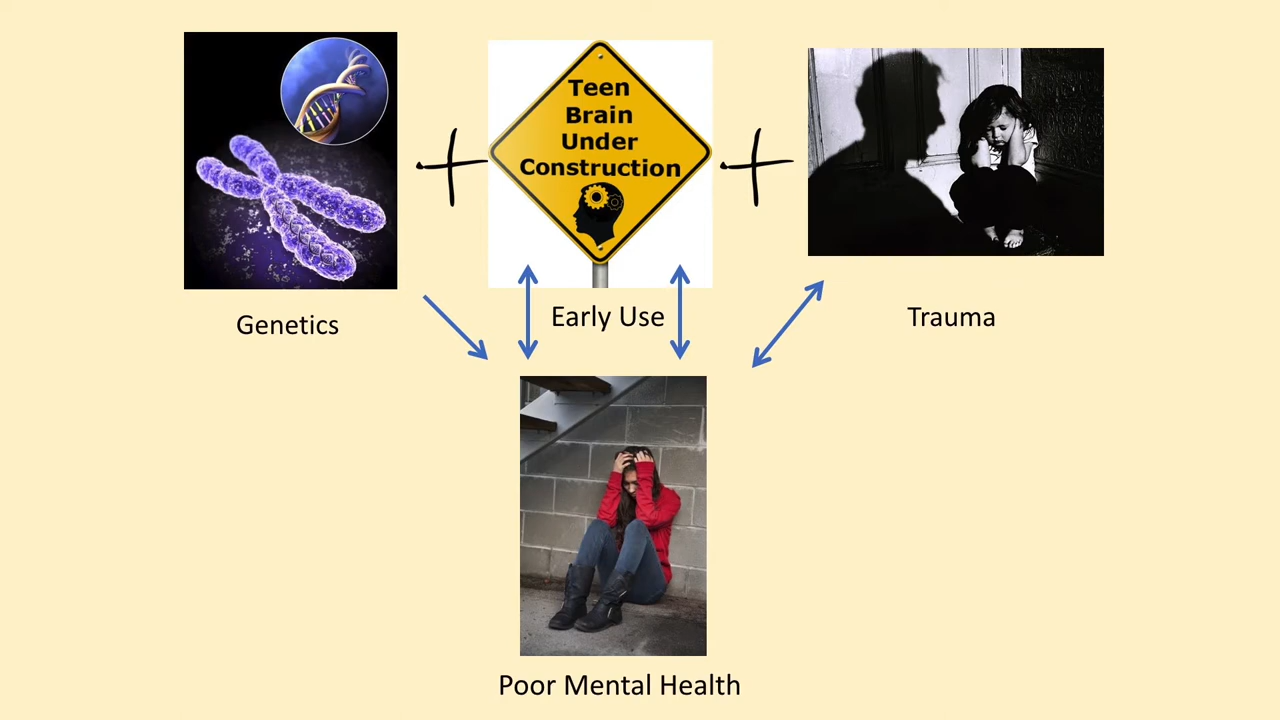 Teen
Brain
Under
Construction
Genetics
Early Use
Trauma
Poor Mental Health